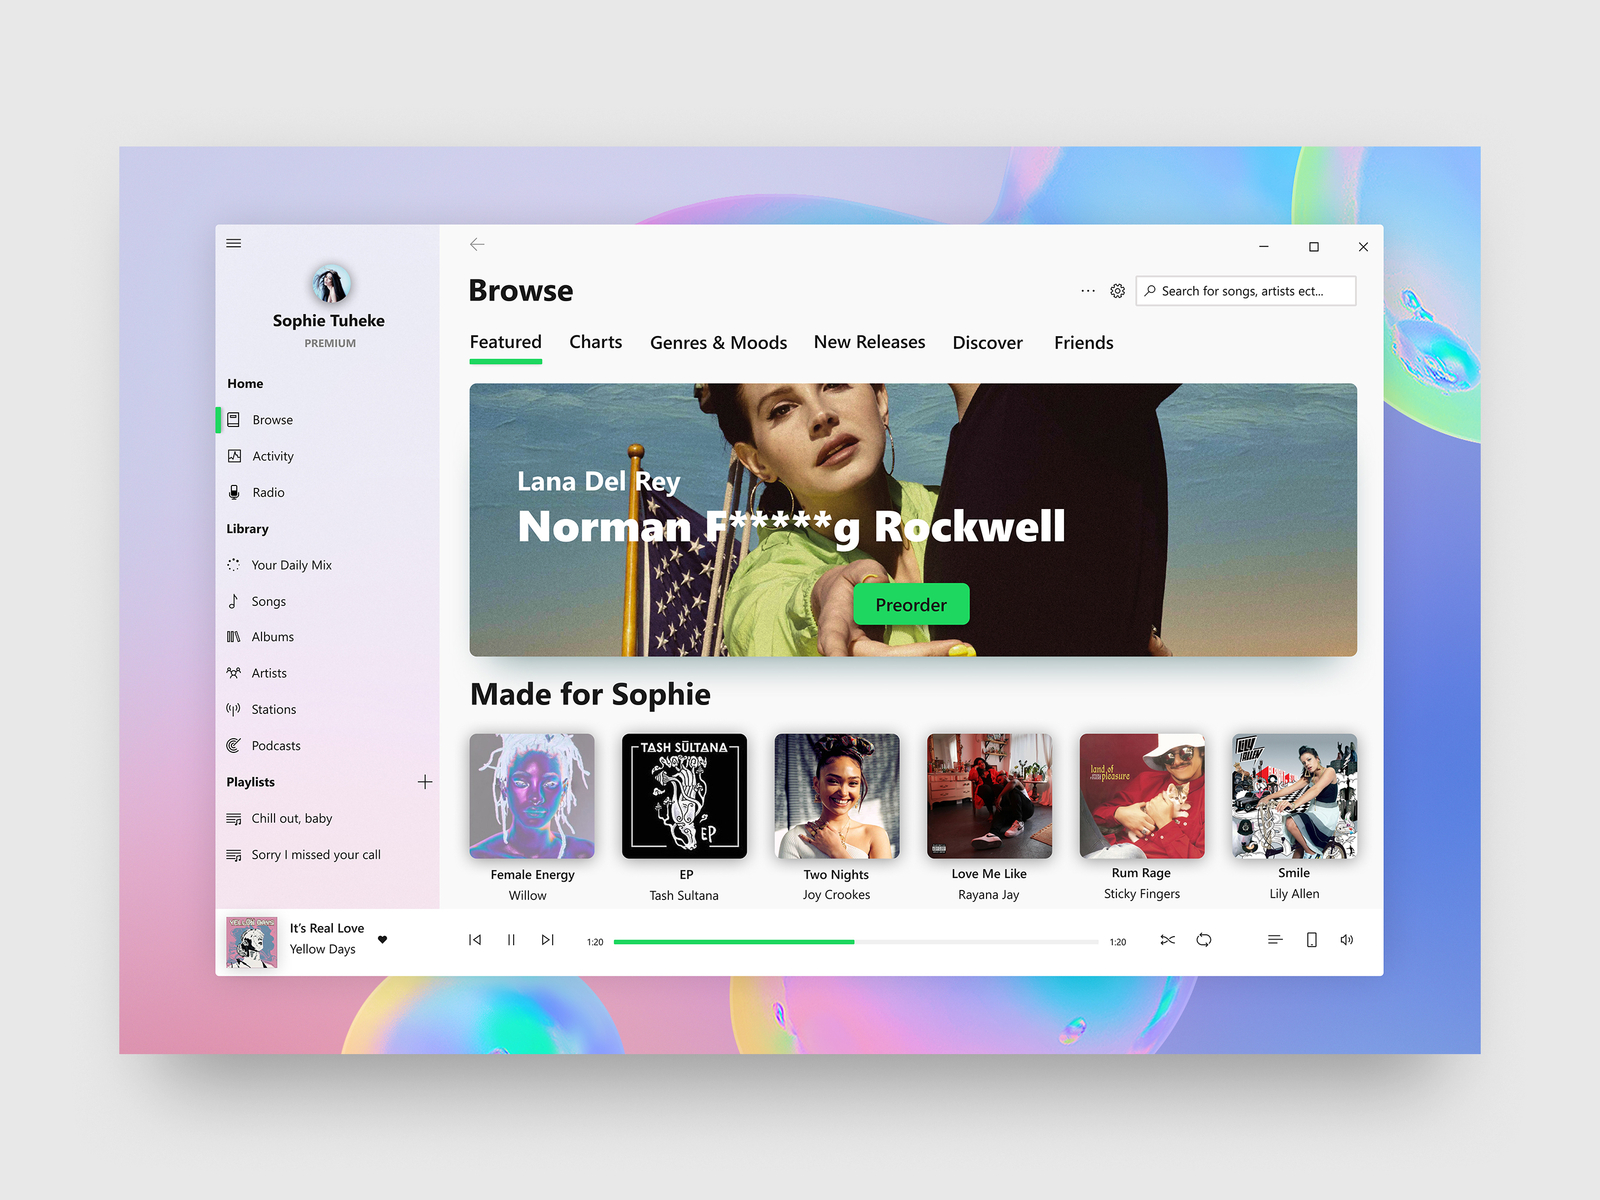 Sophie Tuheke
PREMIUM
Home
Browse
Activity
Radio
Library
Your Daily Mix
Songs
Albums
Artists
Stations
Podcasts
Playlists
Chill out, baby
Sorry I missed your call
Browse
Search for songs, artists ect...
Featured
Charts
Genres & Moods
New Releases
Discover
Friends
Lana Del Rey
Norman F*****g Rockwell
Preorder
Made for Sophie
TASH SULTANA
NOTION
EP
land of
pleasure
LILY
ALLEN
Female Energy
Willow
EP
Tash Sultana
Two Nights
Joy Crookes
Love Me Like
Rayana Jay
Rum Rage
Sticky Fingers
Smile
Lily Allen
YELLOW DAYS
It's Real Love
Yellow Days
1:20
1:20